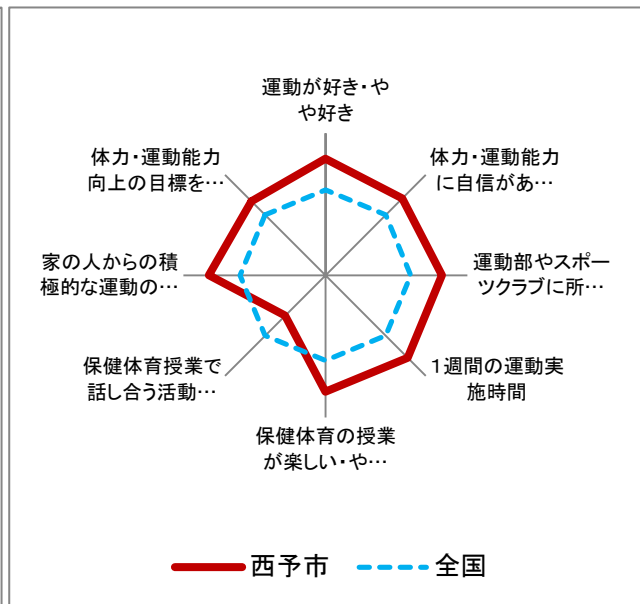 運動が好き・や
や好き
体力・運動能力
に自信があ…
運動部やスポー
ツクラブに所…
１週間の運動実
施時間
保健体育の授業
が楽しい・や…
保健体育授業で
話し合う活動…
家の人からの積
極的な運動の…
体力・運動能力
向上の目標を…
西予市
全国